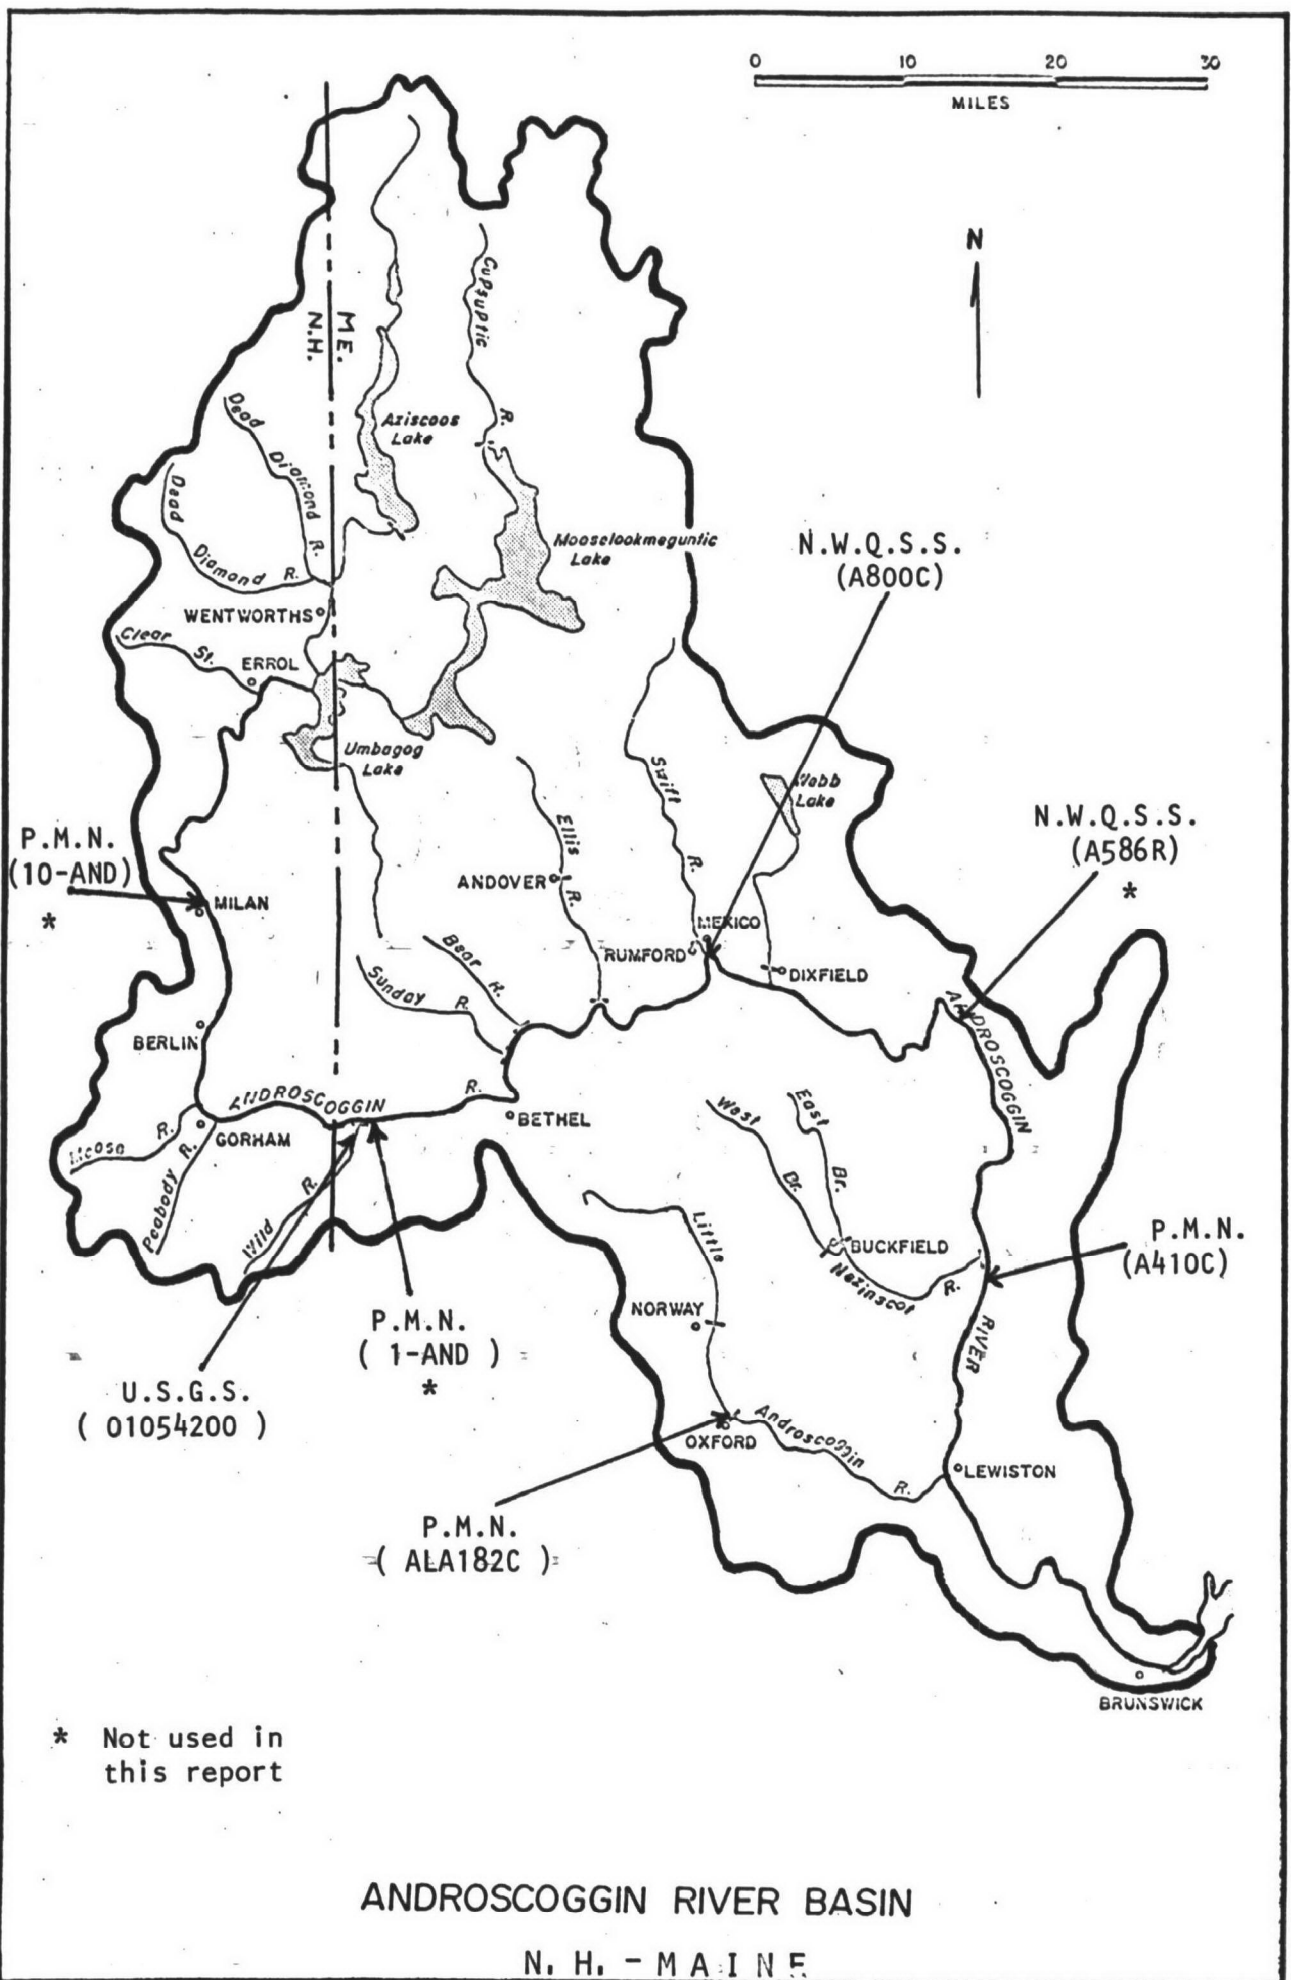 0 10 20 30
MILES
N
M.E.
N.H.
Cupsuptic
R.
Dead
Diamond
R.
Aziscoos
Lake
Dead
Diamond R.
Mooselookmeguntic
Lake
N.W.Q.S.S.
(A800C)
WENTWORTHS
Clear
St.
ERROL
Umbagog
Lake
Swift
R.
Webb
Lake
N.W.Q.S.S.
(A586R)
*
P.M.N.
(10-AND)
*
MILAN
Ellis
R.
ANDOVER
MEXICO
RUMFORD
DIXFIELD
Bear R.
Sunday R.
BERLIN
ANDROSCOGGIN R.
ANDROSCOGGIN
BETHEL
GORHAM
Moose R.
Peabody R.
Wild R.
West
Br.
East
Br.
BUCKFIELD
Nezinscot R.
P.M.N.
(A410C)
Little
NORWAY
RIVER
P.M.N.
( 1-AND )
*
U.S.G.S.
( 01054200 )
OXFORD
Androscoggin
R.
LEWISTON
P.M.N.
( ALA182C )
BRUNSWICK
* Not used in
this report
ANDROSCOGGIN RIVER BASIN
N. H. - MAINE